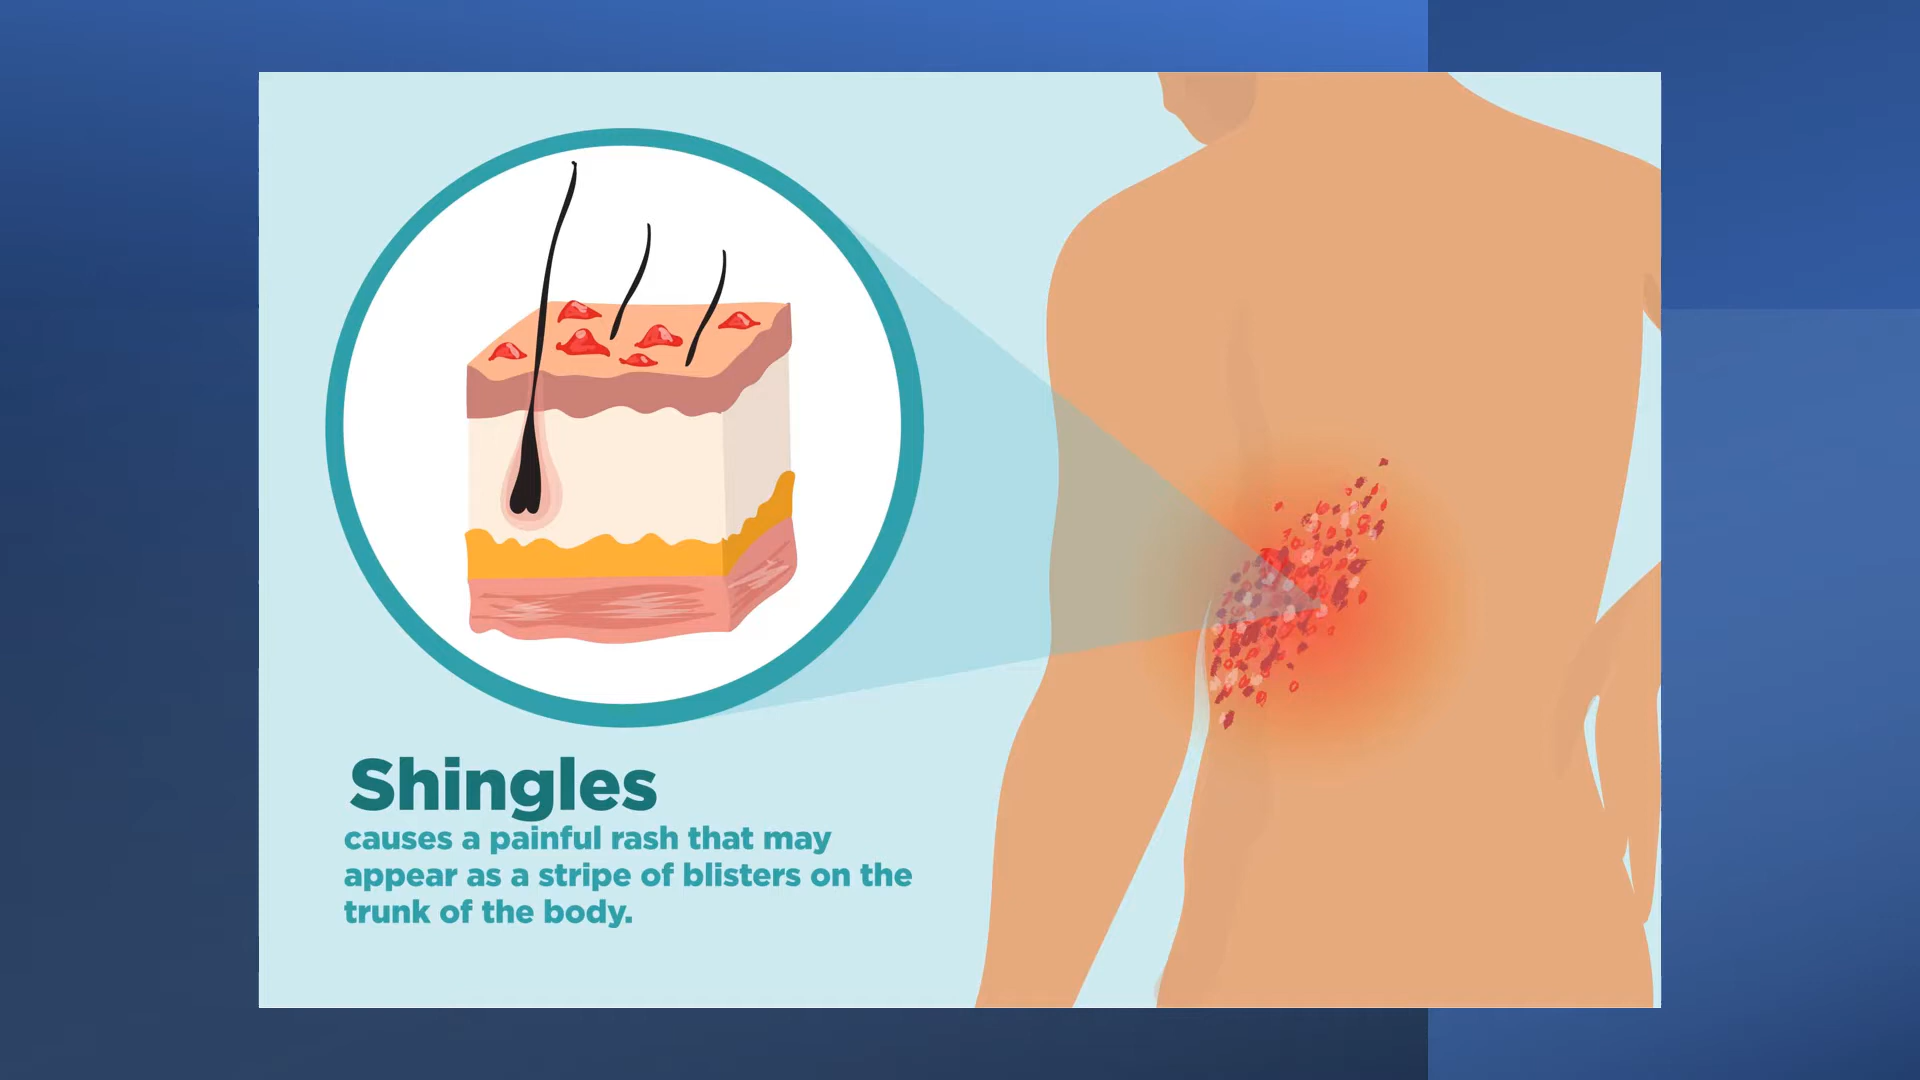 Shingles
causes a painful rash that may
appear as a stripe of blisters on the
trunk of the body.